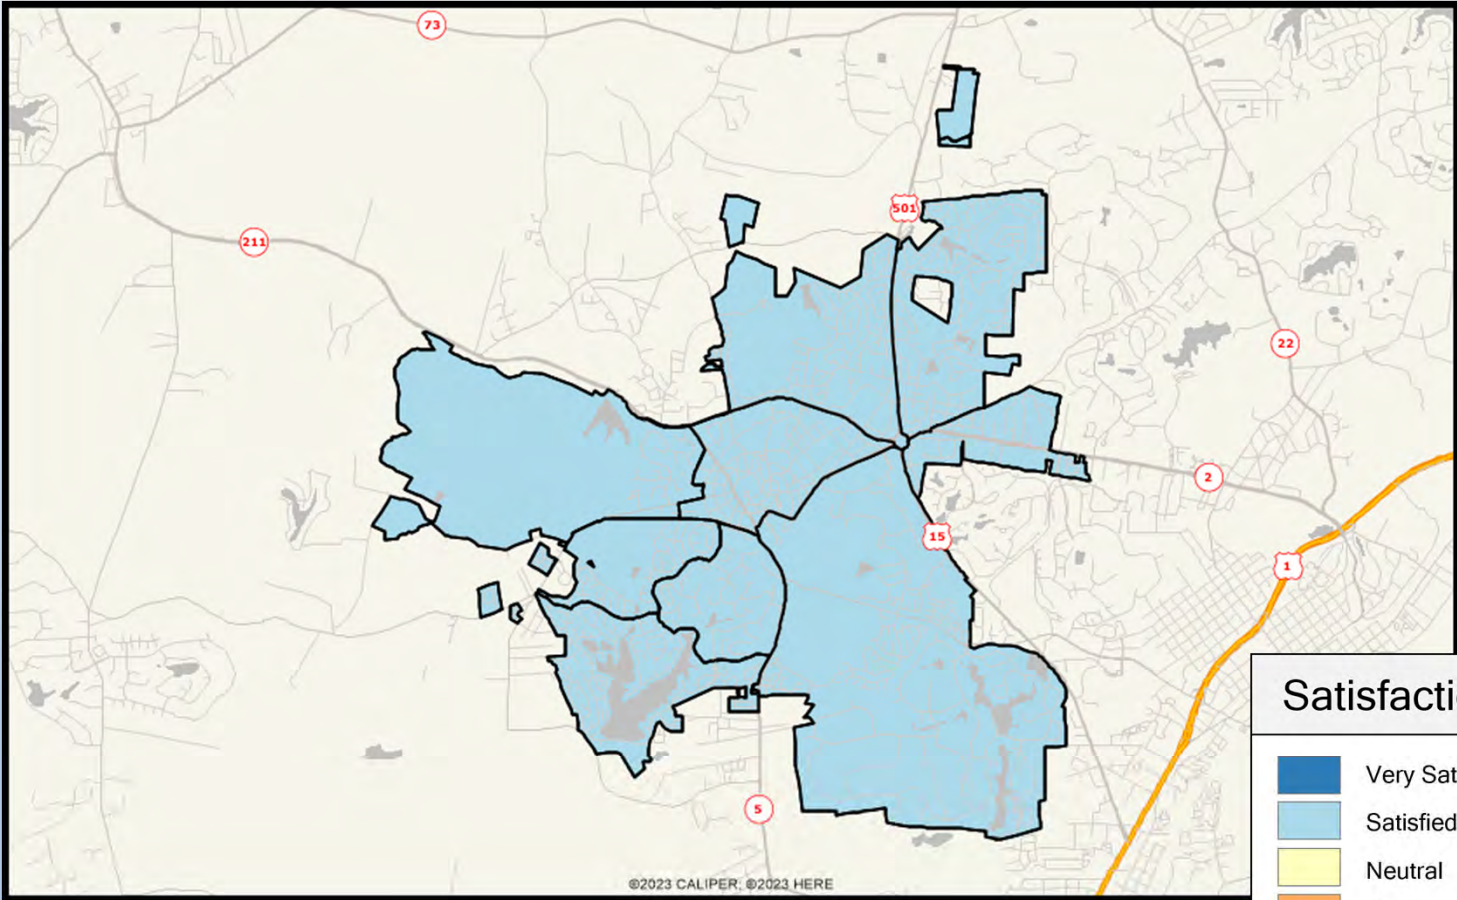 73
501
211
22
2
15
1
Satisfacti
Very Sat
Satisfied
Neutral
5
©2023 CALIPER; ©2023 HERE